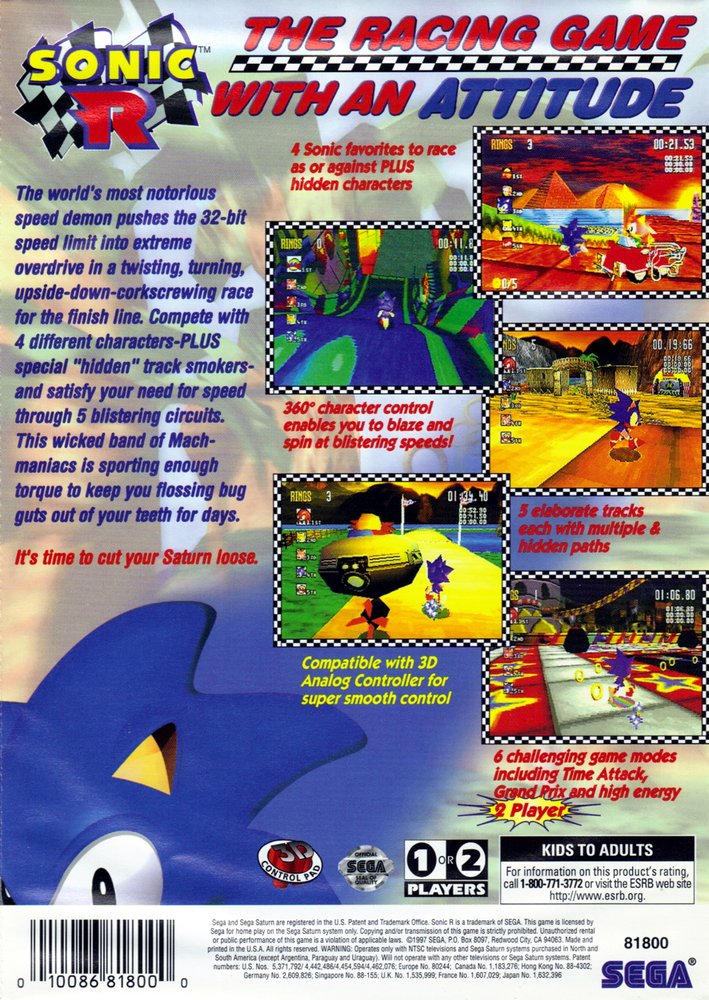 SONIC
R
TM
THE RACING GAME
WITH AN ATTITUDE
4 Sonic favorites to race
as or against PLUS
hidden characters
The world's most notorious
speed demon pushes the 32-bit
speed limit into extreme
overdrive in a twisting, turning,
upside-down-corkscrewing race
for the finish line. Compete with
4 different characters-PLUS
special "hidden" track smokers-
and satisfy your need for speed
through 5 blistering circuits.
This wicked band of Mach-
maniacs is sporting enough
torque to keep you flossing bug
guts out of your teeth for days.
It's time to cut your Saturn loose.
RINGS 3 00:21.53
0/5
RINGS 0 00:11.8
360° character control
enables you to blaze and
spin at blistering speeds!
5 00.19.66
RINGS 3 01:34.40
5 elaborate tracks
each with multiple &
hidden paths
01:06.80
Compatible with 3D
Analog Controller for
super smooth control
6 challenging game modes
including Time Attack,
Grand Prix and high energy
2 Player
3D
CONTROL PAD
OFFICIAL
SEGA
SEAL OF
QUALITY
1 OR 2
PLAYERS
KIDS TO ADULTS
For information on this product's rating,
call 1-800-771-3772 or visit the ESRB web site
http://www.esrb.org.
Sega and Sega Saturn are registered in the U.S. Patent and Trademark Office. Sonic R is a trademark of SEGA. This game is licensed by
Sega for home play on the Sega Saturn system only. Copying and/or transmission of this game is strictly prohibited. Unauthorized rental
or public performance of this game is a violation of applicable laws. ©1997 SEGA, P.O. Box 8097, Redwood City, CA 94063. Made and
printed in the U.S.A. All rights reserved. WARNING: Operates only with NTSC televisions and Sega Saturn systems purchased in North and
South America (except Argentina, Paraguay and Uruguay). Will not operate with any other televisions or Sega Saturn systems. Patent
numbers: U.S. Nos. 5,371,792/ 4,442,486/4,454,594/4,462,076; Europe No. 80244; Canada No. 1,183,276; Hong Kong No. 88-4302;
Germany No. 2,609,826; Singapore No. 88-155; U.K. No. 1,535,999; France No. 1,607,029; Japan No. 1,632,396
0 10086 81800 0
81800
SEGA®